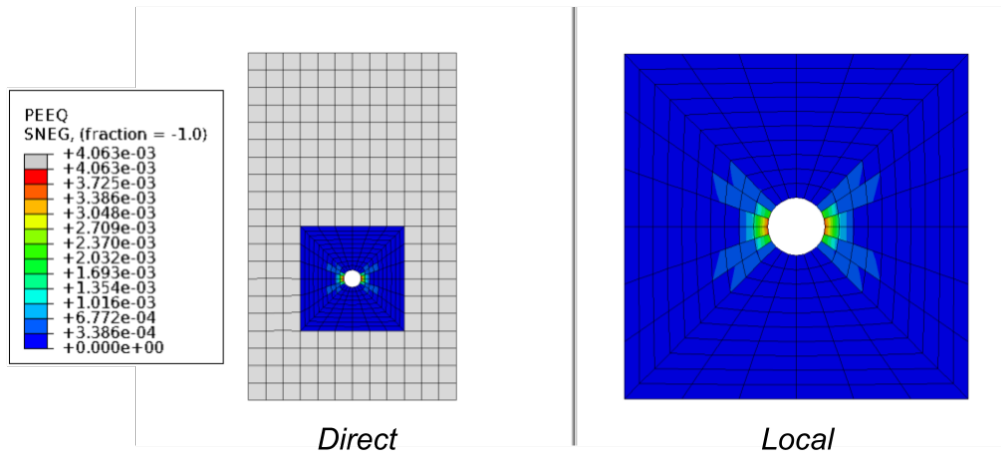 PEEQ
SNEG, (fraction = -1.0)
+4.063e-03
+4.063e-03
+3.725e-03
+3.386e-03
+3.048e-03
+2.709e-03
+2.370e-03
+2.032e-03
+1.693e-03
+1.354e-03
+1.016e-03
+6.772e-04
+3.386e-04
+0.000e+00
Direct
Local